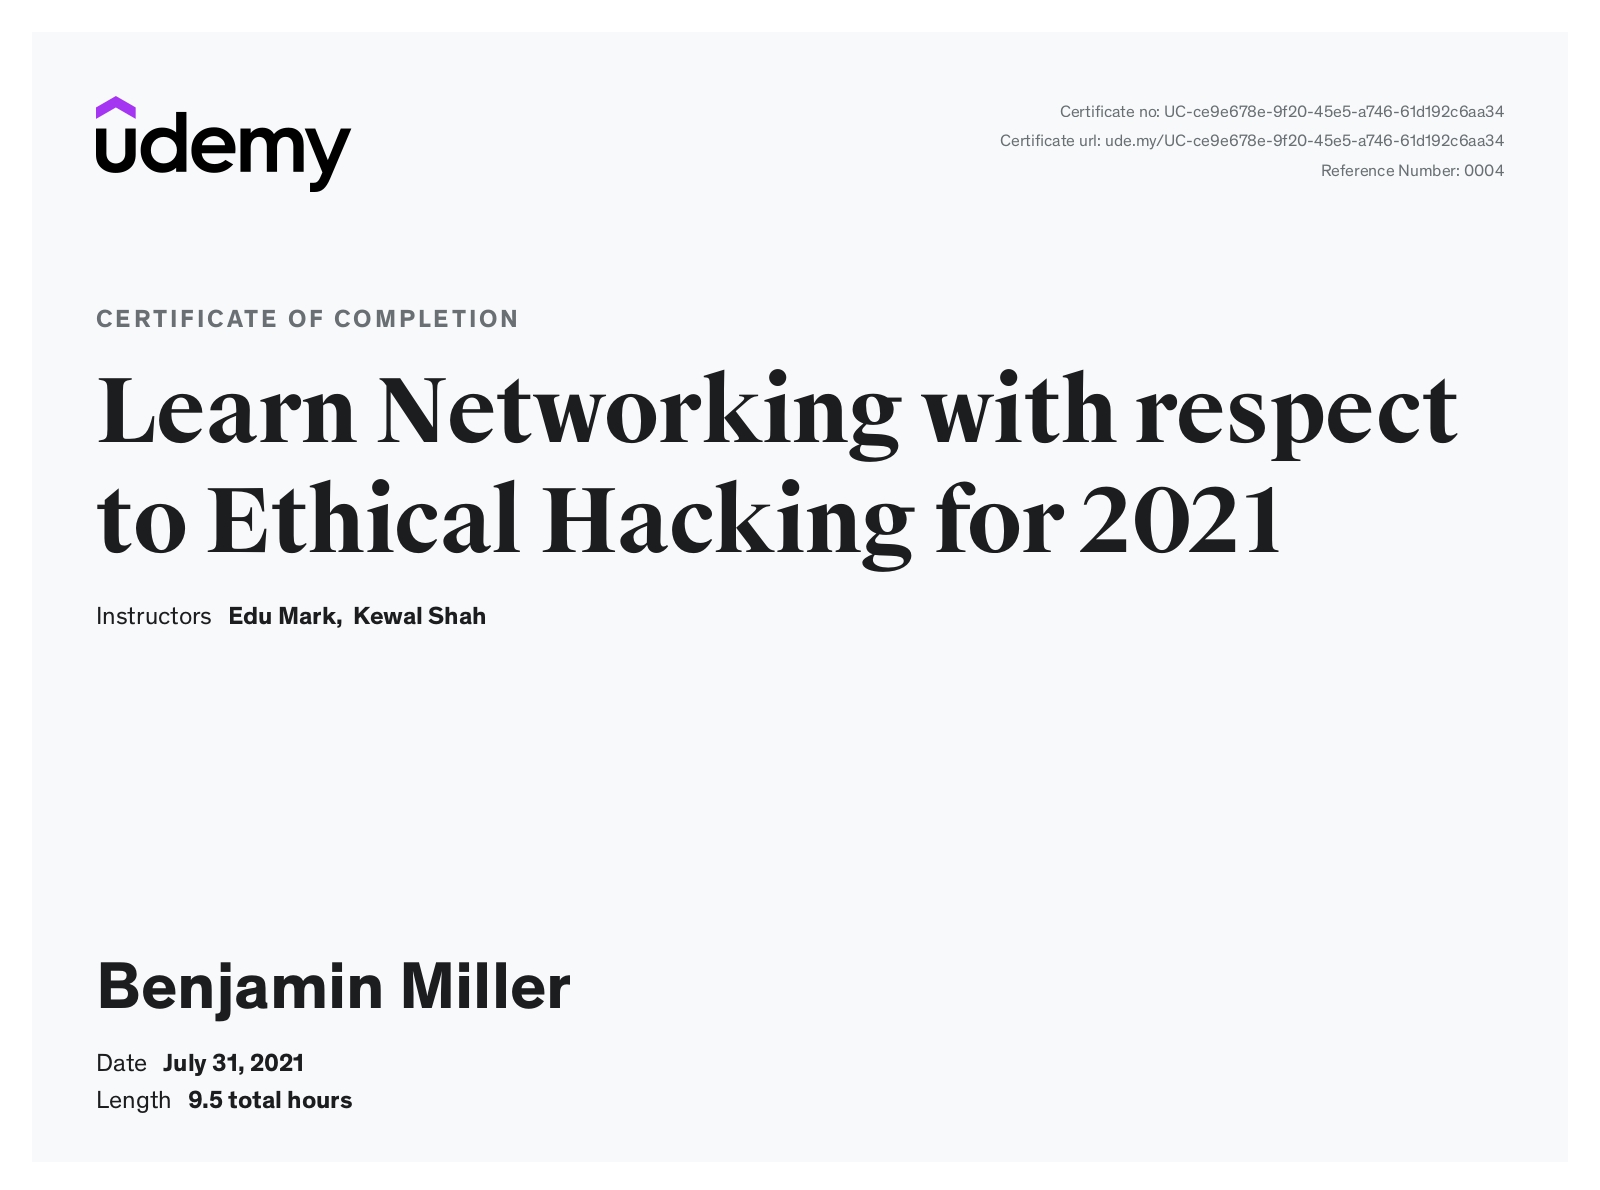 udemy
Certificate no: UC-ce9e678e-9f20-45e5-a746-61d192c6aa34
Certificate url: ude.my/UC-ce9e678e-9f20-45e5-a746-61d192c6aa34
Reference Number: 0004
CERTIFICATE OF COMPLETION
Learn Networking with respect
to Ethical Hacking for 2021
Instructors Edu Mark, Kewal Shah
Benjamin Miller
Date July 31, 2021
Length 9.5 total hours